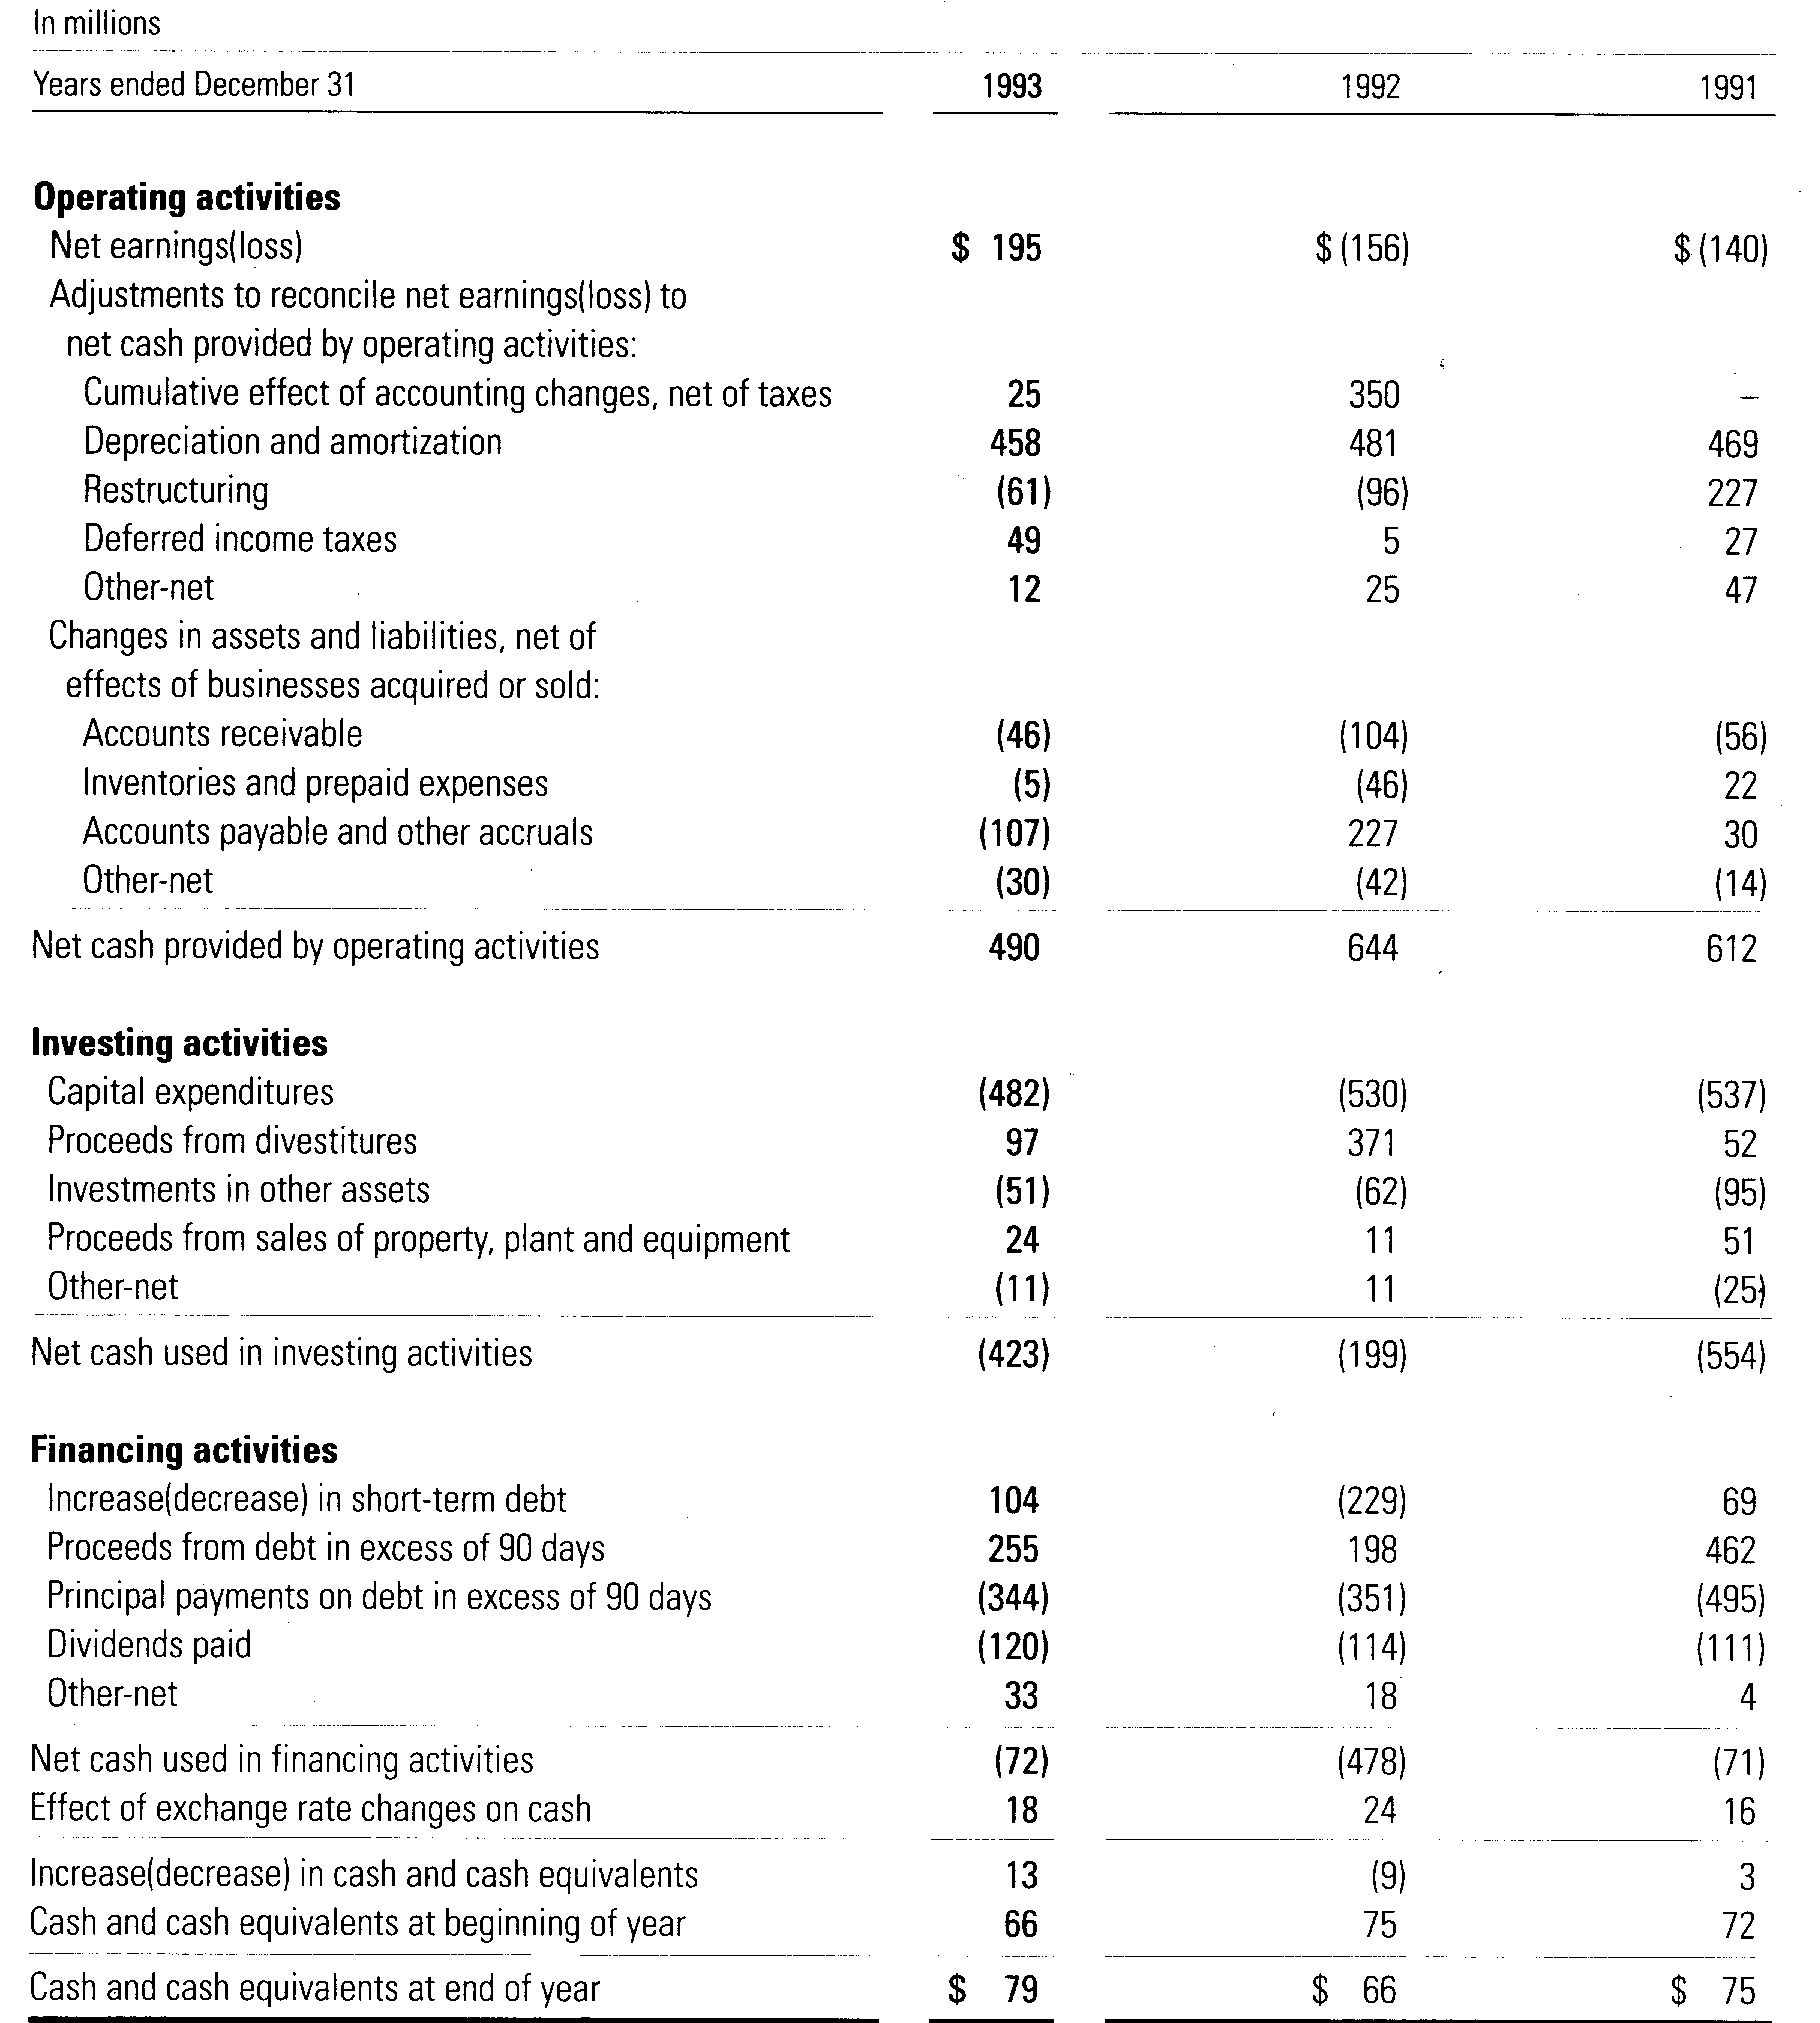 In millions
Years ended December 31 1993 1992 1991
Operating activities
Net earnings(loss) $ 195 $ (156) $ (140)
Adjustments to reconcile net earnings(loss) to
net cash provided by operating activities:
Cumulative effect of accounting changes, net of taxes 25 350 –
Depreciation and amortization 458 481 469
Restructuring (61) (96) 227
Deferred income taxes 49 5 27
Other-net 12 25 47
Changes in assets and liabilities, net of
effects of businesses acquired or sold:
Accounts receivable (46) (104) (56)
Inventories and prepaid expenses (5) (46) 22
Accounts payable and other accruals (107) 227 30
Other-net (30) (42) (14)
Net cash provided by operating activities 490 644 612
Investing activities
Capital expenditures (482) (530) (537)
Proceeds from divestitures 97 371 52
Investments in other assets (51) (62) (95)
Proceeds from sales of property, plant and equipment 24 11 51
Other-net (11) 11 (25)
Net cash used in investing activities (423) (199) (554)
Financing activities
Increase(decrease) in short-term debt 104 (229) 69
Proceeds from debt in excess of 90 days 255 198 462
Principal payments on debt in excess of 90 days (344) (351) (495)
Dividends paid (120) (114) (111)
Other-net 33 18 4
Net cash used in financing activities (72) (478) (71)
Effect of exchange rate changes on cash 18 24 16
Increase(decrease) in cash and cash equivalents 13 (9) 3
Cash and cash equivalents at beginning of year 66 75 72
Cash and cash equivalents at end of year $ 79 $ 66 $ 75